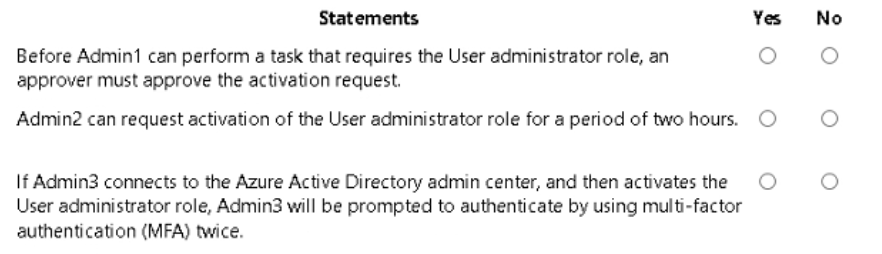 Statements Yes No
Before Admin1 can perform a task that requires the User administrator role, an
approver must approve the activation request.
Admin2 can request activation of the User administrator role for a period of two hours.
If Admin3 connects to the Azure Active Directory admin center, and then activates the
User administrator role, Admin3 will be prompted to authenticate by using multi-factor
authentication (MFA) twice.